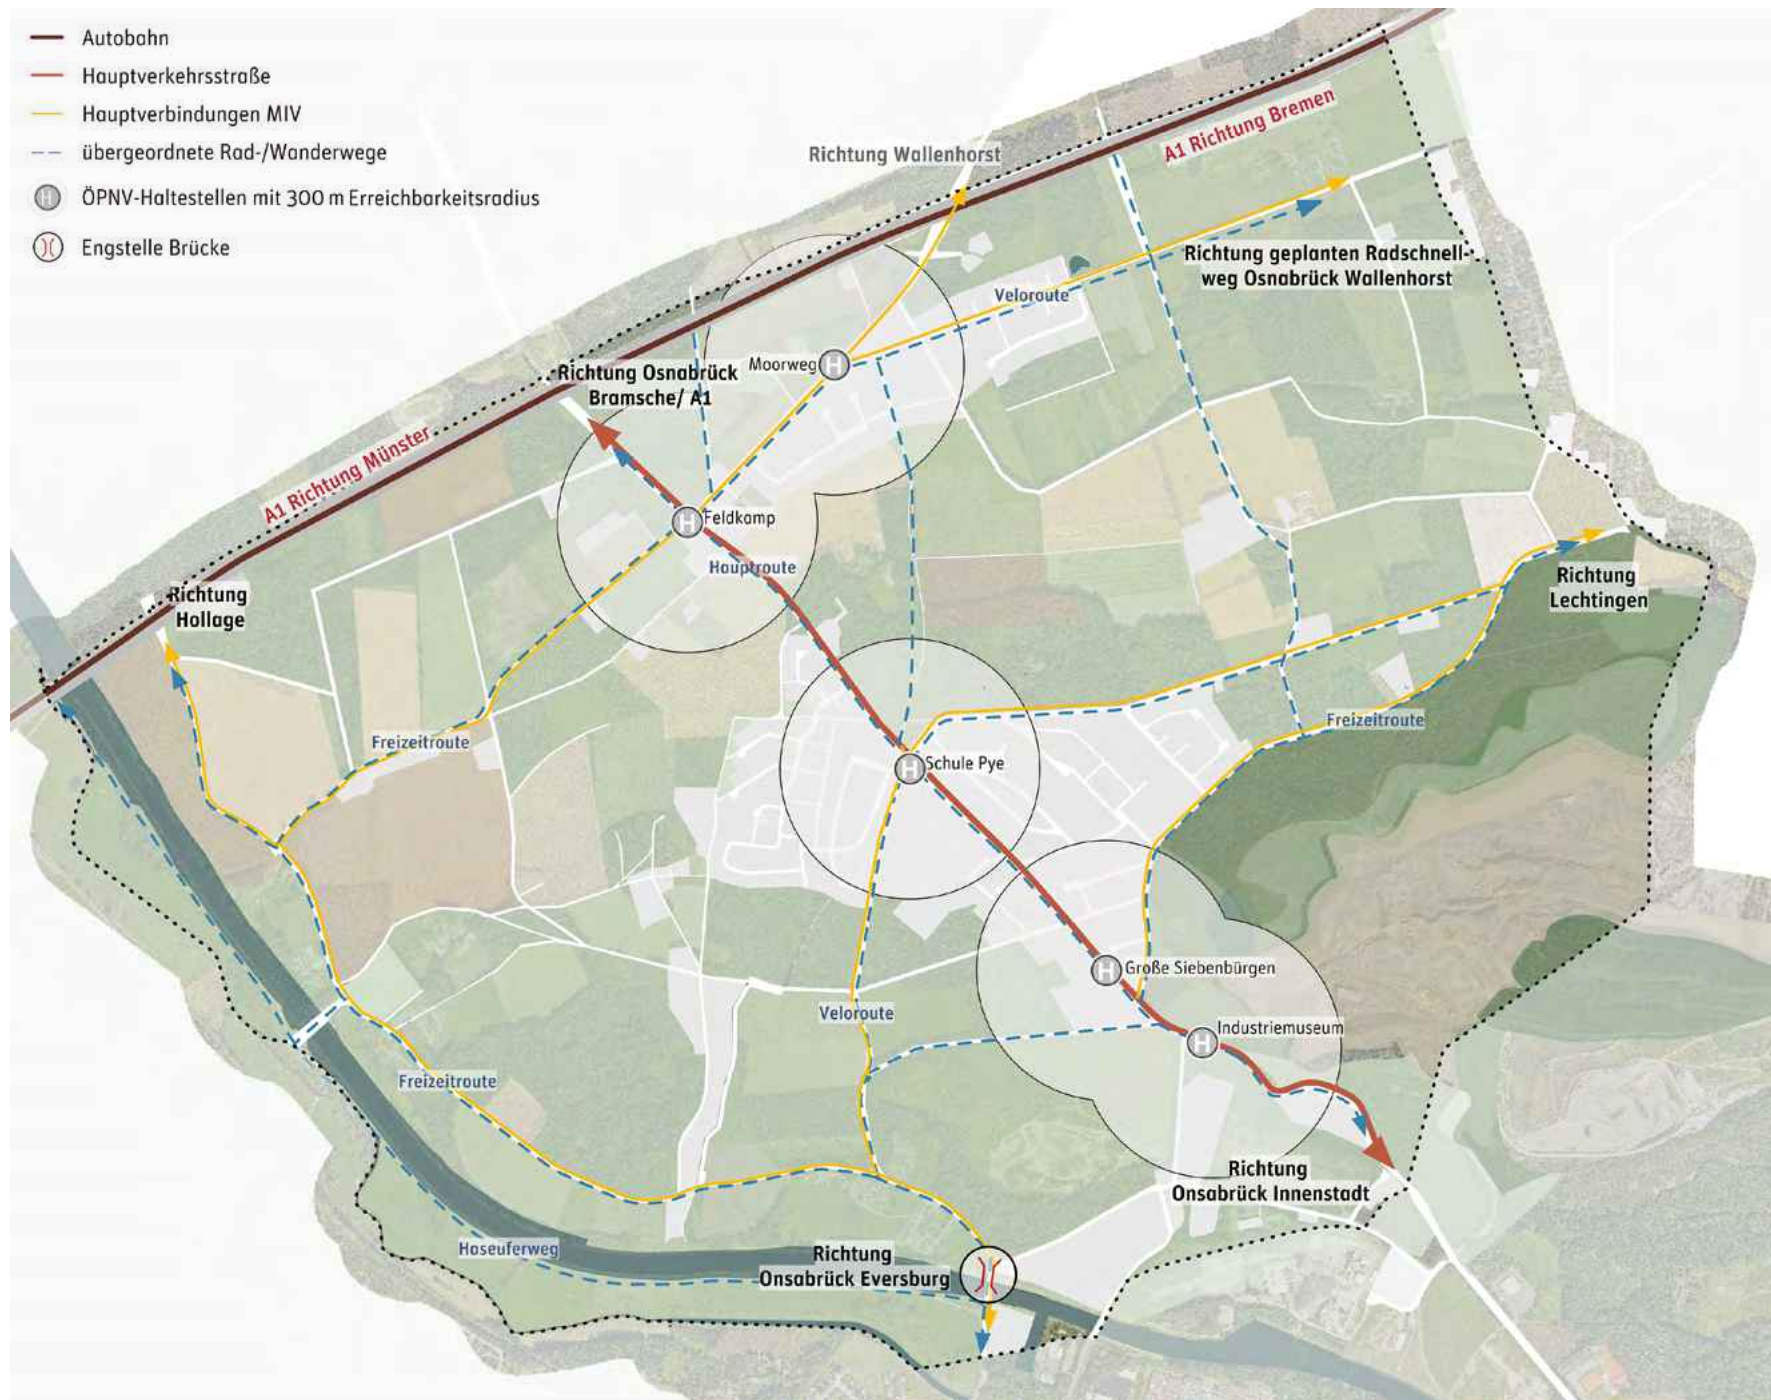 Autobahn
Hauptverkehrsstraße
Hauptverbindungen MIV
übergeordnete Rad-/Wanderwege
H ÖPNV-Haltestellen mit 300 m Erreichbarkeitsradius
Engstelle Brücke
A1 Richtung Bremen
Richtung Wallenhorst
Richtung geplanten Radschnell-
weg Osnabrück Wallenhorst
Veloroute
Moorweg H
Richtung Osnabrück
Bramsche/ A1
A1 Richtung Münster
H Feldkamp
Hauptroute
Richtung
Hollage
Richtung
Lechtingen
Freizeitroute
Freizeitroute
H Schule Pye
H Große Siebenbürgen
Veloroute
H Industriemuseum
Freizeitroute
Richtung
Onsabrück Innenstadt
Haseuferweg
Richtung
Onsabrück Eversburg